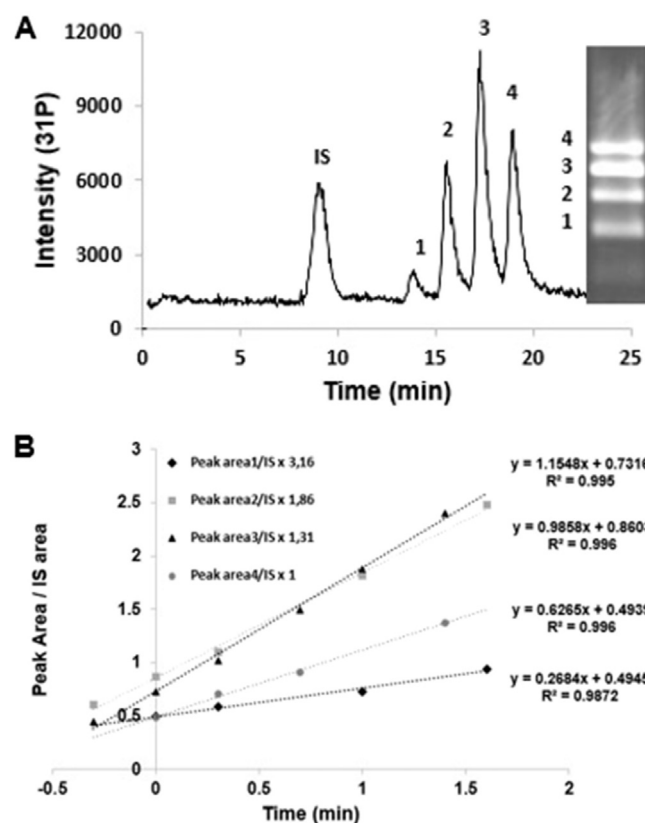 A
12000
9000
6000
3000
0
Intensity (31P)
IS
1
2
3
4
4
3
2
1
0
5
10
15
20
25
Time (min)
B
3
2.5
2
1.5
1
0.5
0
Peak Area / IS area
Peak area1/IS x 3,16
Peak area2/IS x 1,86
Peak area3/IS x 1,31
Peak area4/IS x 1
y = 1.1548x + 0.7316
R² = 0.995
y = 0.9858x + 0.8603
R² = 0.996
y = 0.6265x + 0.4939
R² = 0.996
y = 0.2684x + 0.4945
R² = 0.9872
-0.5
0
0.5
1
1.5
2
Time (min)